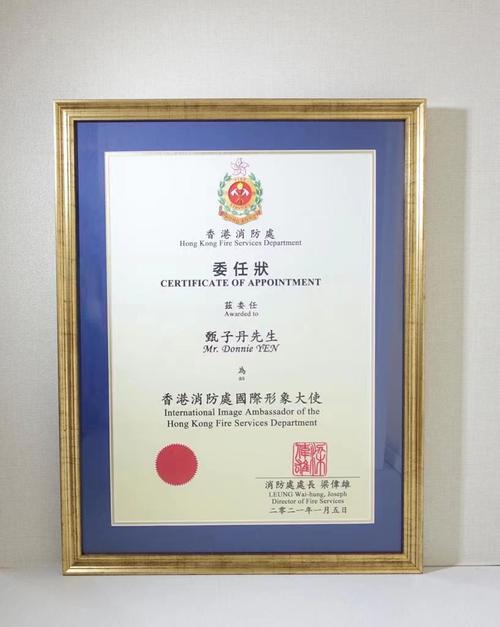 香港消防處
Hong Kong Fire Services Department
委任狀
CERTIFICATE OF APPOINTMENT
茲委任
Awarded to
甄子丹先生
Mr. Donnie YEN
為
as
香港消防處國際形象大使
International Image Ambassador of the
Hong Kong Fire Services Department
消防處處長 梁偉雄
LEUNG Wai-hung, Joseph
Director of Fire Services
二零二一年一月五日